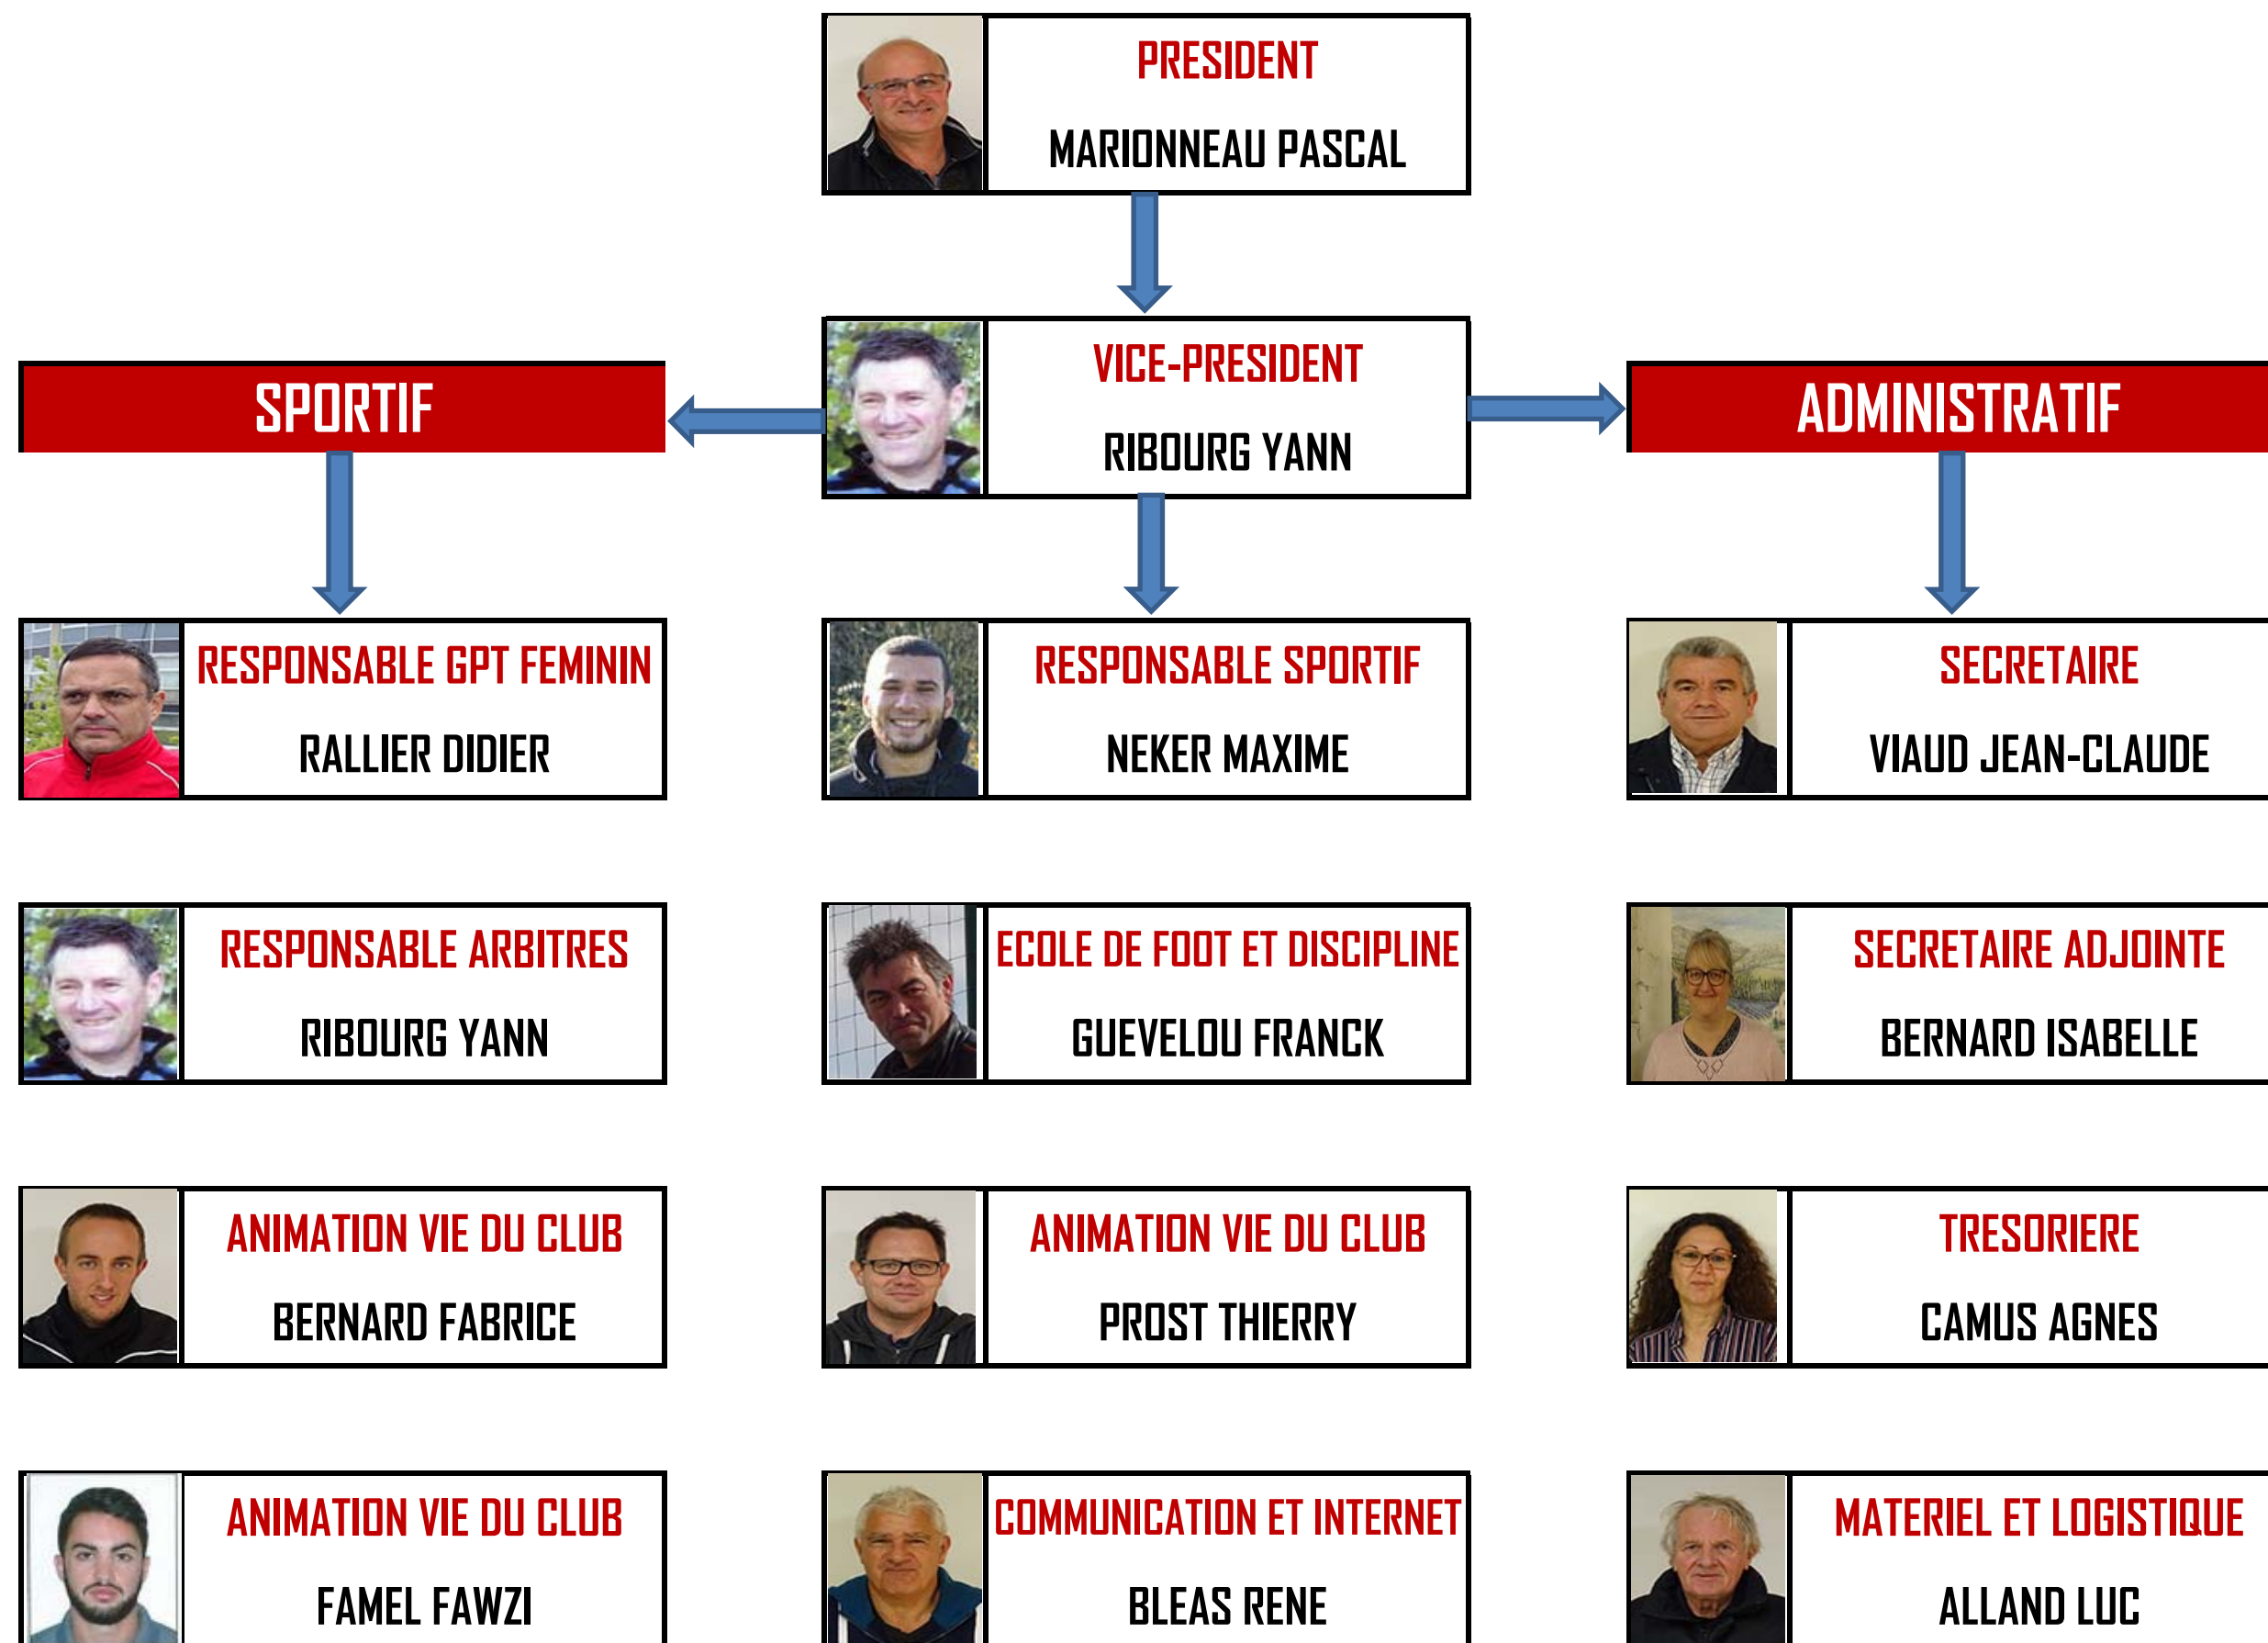 PRESIDENT
MARIONNEAU PASCAL
VICE-PRESIDENT
RIBOURG YANN
SPORTIF
ADMINISTRATIF
RESPONSABLE GPT FEMININ
RALLIER DIDIER
RESPONSABLE SPORTIF
NEKER MAXIME
SECRETAIRE
VIAUD JEAN-CLAUDE
RESPONSABLE ARBITRES
RIBOURG YANN
ECOLE DE FOOT ET DISCIPLINE
GUEVELOU FRANCK
SECRETAIRE ADJOINTE
BERNARD ISABELLE
ANIMATION VIE DU CLUB
BERNARD FABRICE
ANIMATION VIE DU CLUB
PROST THIERRY
TRESORIERE
CAMUS AGNES
ANIMATION VIE DU CLUB
FAMEL FAWZI
COMMUNICATION ET INTERNET
BLEAS RENE
MATERIEL ET LOGISTIQUE
ALLAND LUC